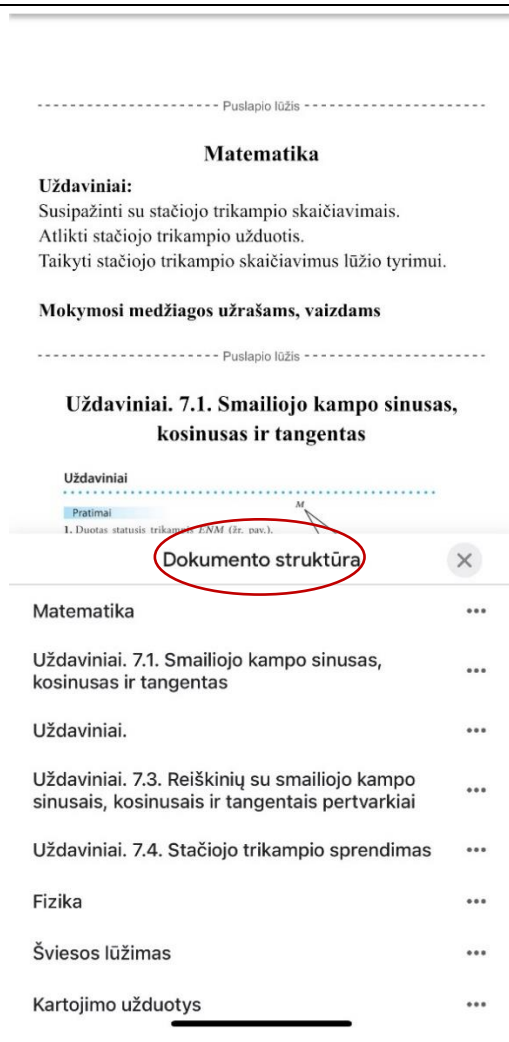 Puslapio lūžis
Matematika
Uždaviniai:
Susipažinti su stačiojo trikampio skaičiavimais.
Atlikti stačiojo trikampio užduotis.
Taikyti stačiojo trikampio skaičiavimus lūžio tyrimui.
Mokymosi medžiagos užrašams, vaizdams
Puslapio lūžis
Uždaviniai. 7.1. Smailiojo kampo sinusas,
kosinusas ir tangentas
Uždaviniai
Pratimai
M
1. Duotas statusis trikampis ENM (žr. pav.).
Dokumento struktūra
Matematika
Uždaviniai. 7.1. Smailiojo kampo sinusas,
kosinusas ir tangentas
Uždaviniai.
Uždaviniai. 7.3. Reiškinių su smailiojo kampo
sinusais, kosinusais ir tangentais pertvarkiai
Uždaviniai. 7.4. Stačiojo trikampio sprendimas
Fizika
Šviesos lūžimas
Kartojimo užduotys